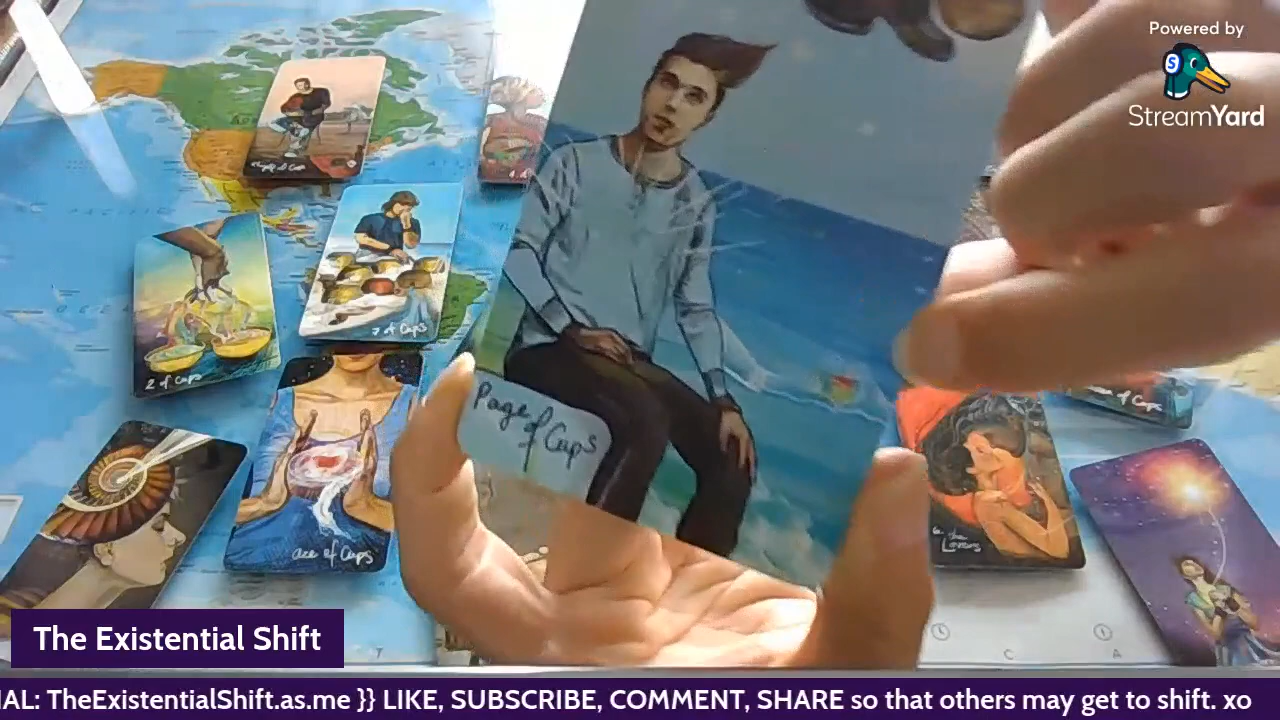 Powered by
StreamYard
7 of Cups
2 of Cups
Page
of
Cups
ace of Cups
of Cups
the
Lovers
The Existential Shift
IAL: TheExistentialShift.as.me }} LIKE, SUBSCRIBE, COMMENT, SHARE so that others may get to shift. xo